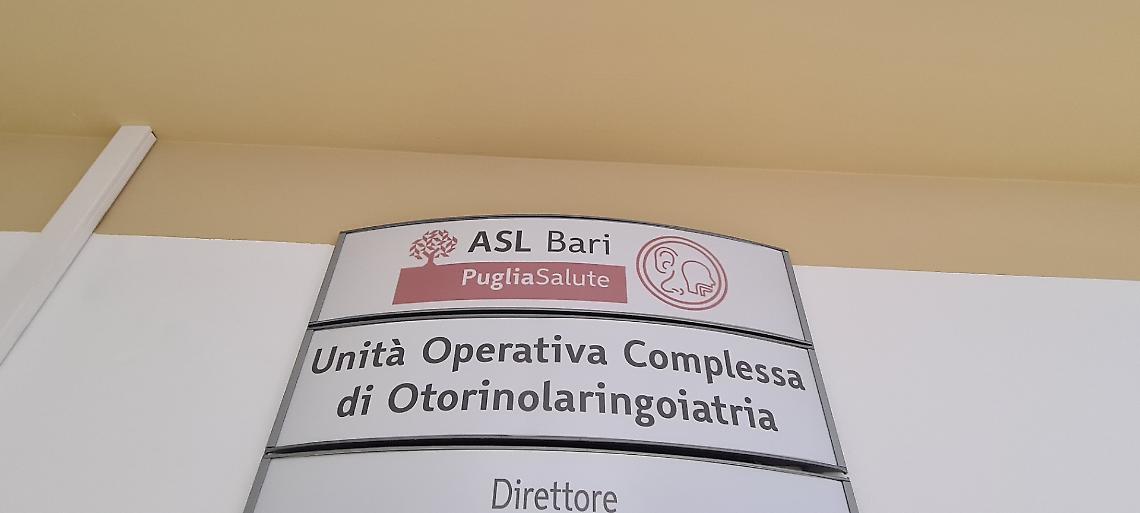 ASL Bari
PugliaSalute
Unità Operativa Complessa
di Otorinolaringoiatria
Direttore